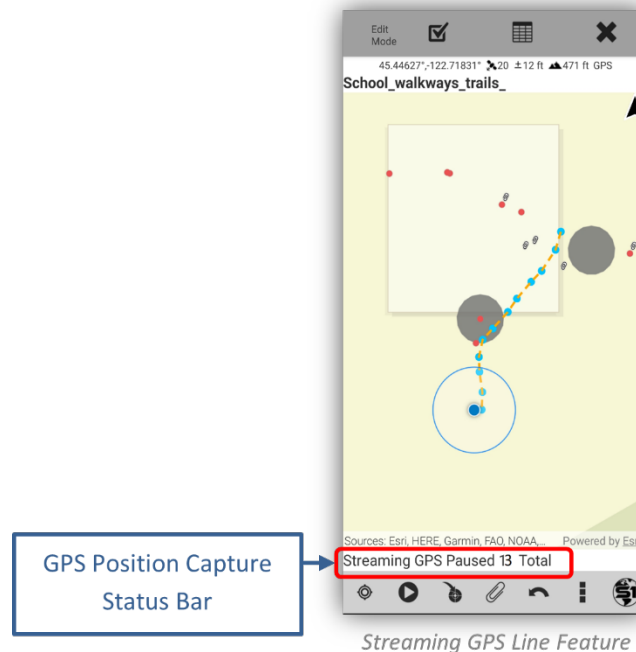 Edit
Mode
45.44627°,-122.71831° 20 ±12 ft 471 ft GPS
School_walkways_trails_
Sources: Esri, HERE, Garmin, FAO, NOAA,... Powered by Esri
Streaming GPS Paused 13 Total
GPS Position Capture
Status Bar
Streaming GPS Line Feature